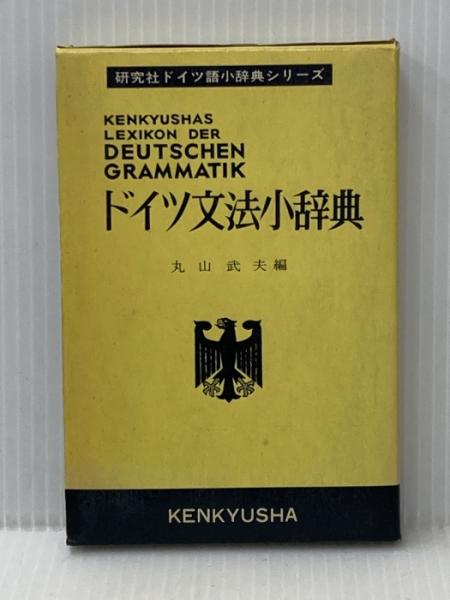 研究社ドイツ語小辞典シリーズ
KENKYUSHAS
LEXIKON DER
DEUTSCHEN
GRAMMATIK
ドイツ文法小辞典
丸山武夫編
KENKYUSHA